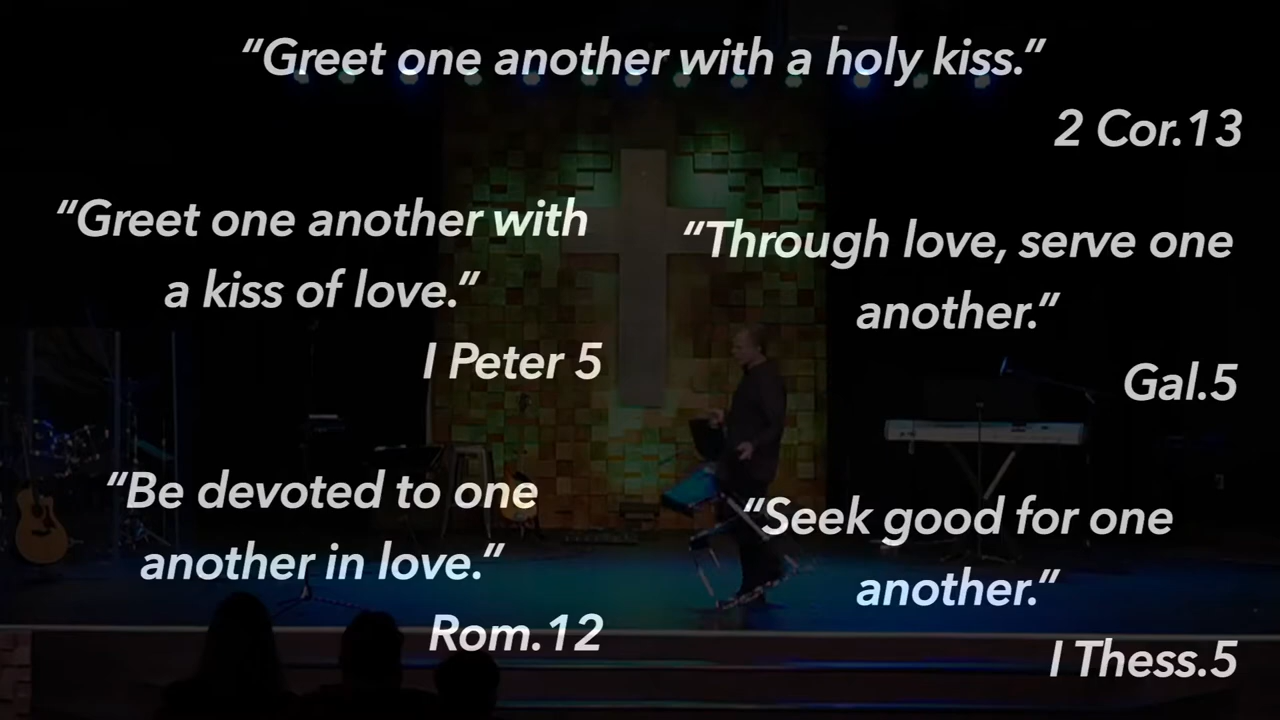 “Greet one another with a holy kiss.”
2 Cor.13
“Greet one another with
a kiss of love.”
I Peter 5
“Through love, serve one
another.”
Gal.5
“Be devoted to one
another in love.”
Rom.12
“Seek good for one
another.”
I Thess.5